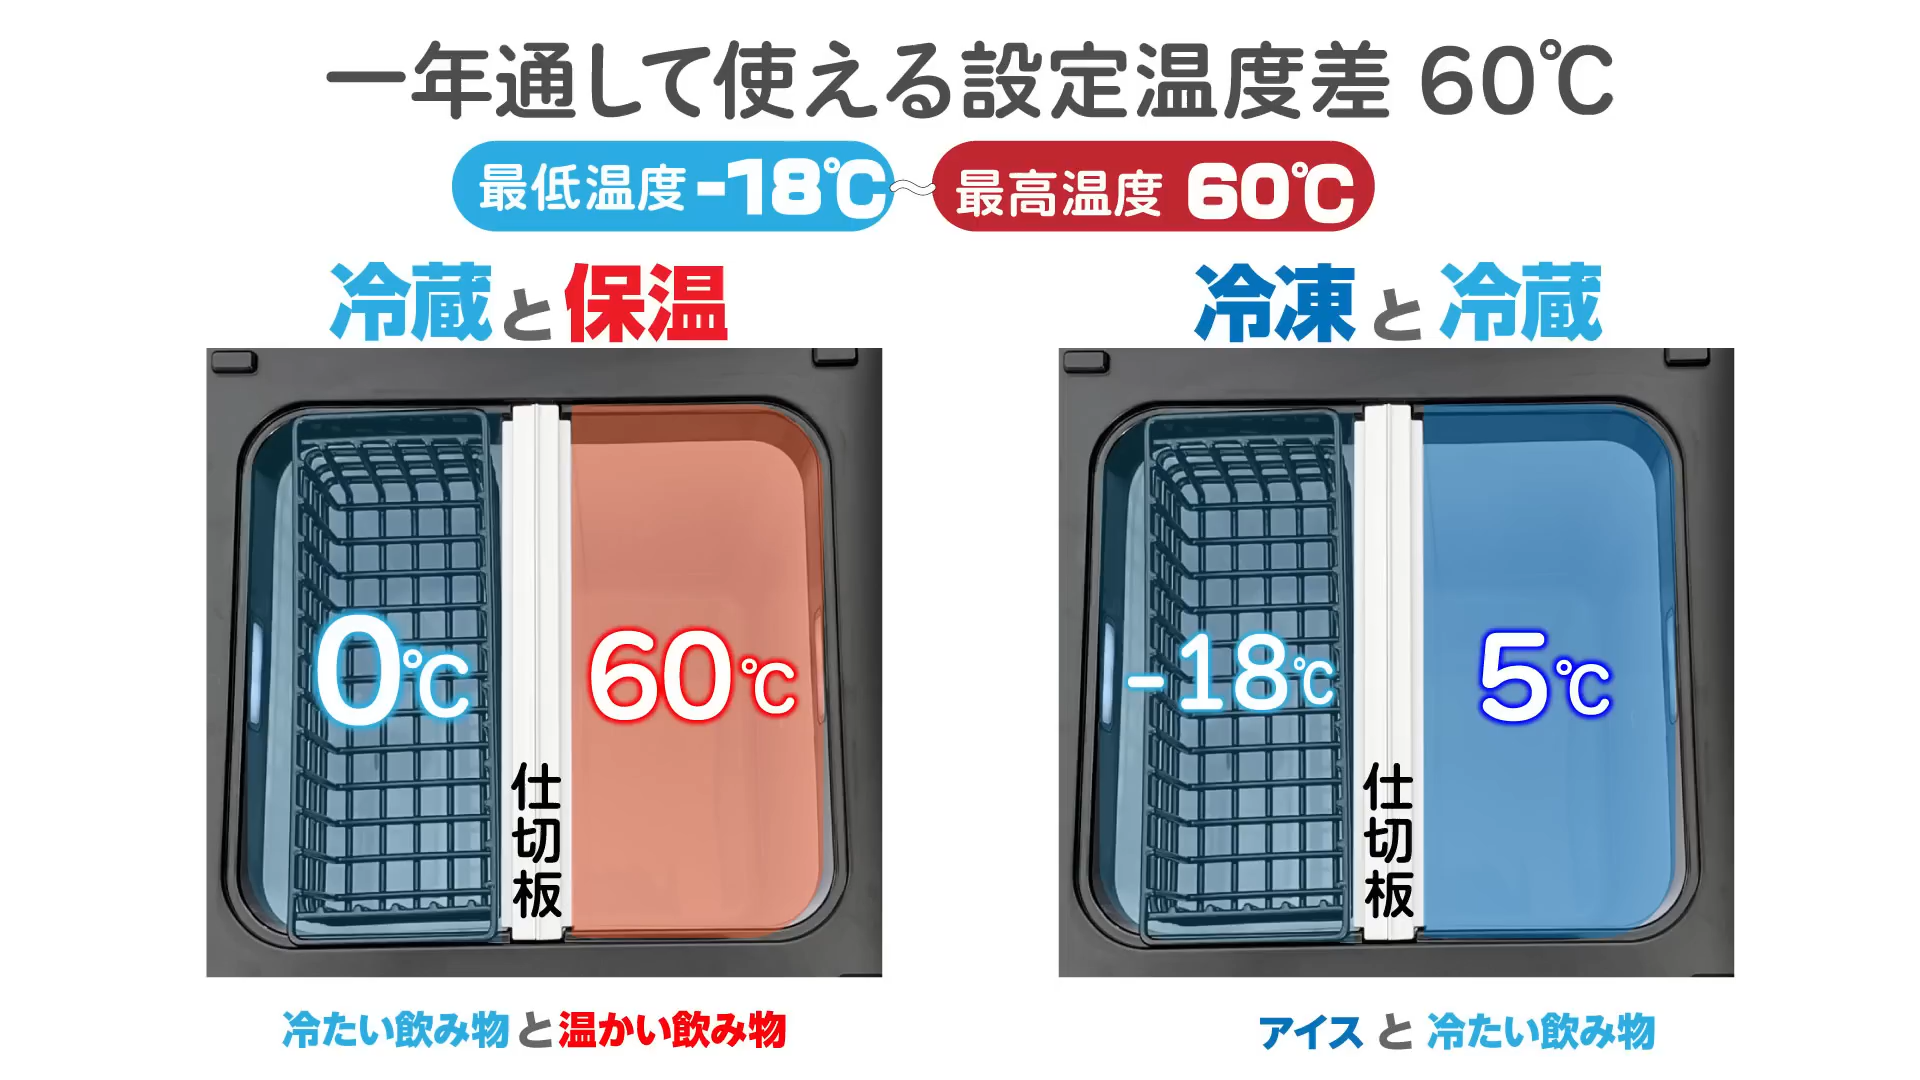 一年通して使える設定温度差 60℃
最低温度 -18℃ ~ 最高温度 60℃
冷蔵と保温
冷凍と冷蔵
0℃
60℃
仕切板
-18℃
5℃
仕切板
冷たい飲み物と温かい飲み物
アイスと冷たい飲み物